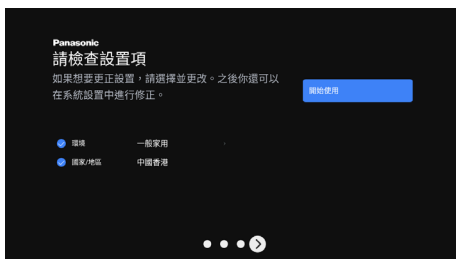 Panasonic
請檢查設置項
如果想要更正設置，請選擇並更改。之後你還可以
在系統設置中進行修正。
開始使用
環境 一般家用
國家/地區 中國香港